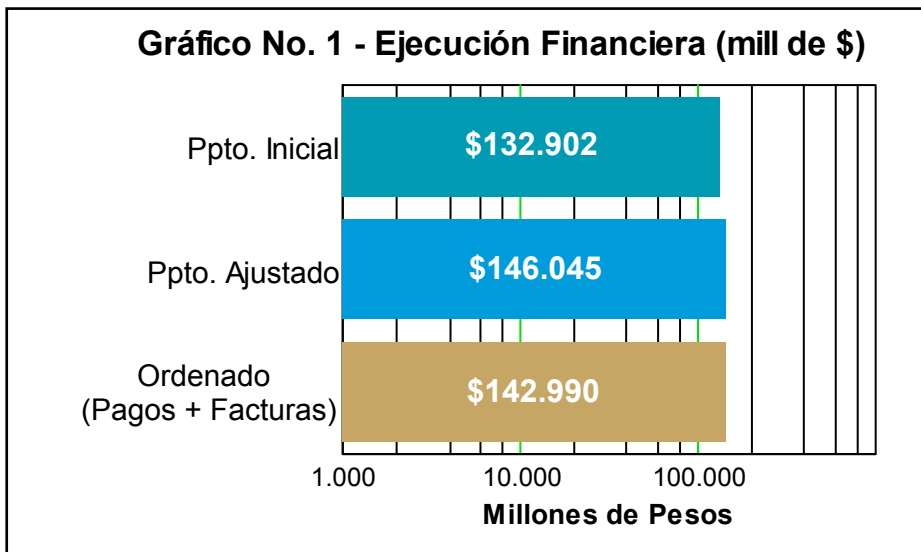 Gráfico No. 1 - Ejecución Financiera (mill de $)
Ppto. Inicial
$132.902
Ppto. Ajustado
$146.045
Ordenado
(Pagos + Facturas)
$142.990
1.000
10.000
100.000
Millones de Pesos